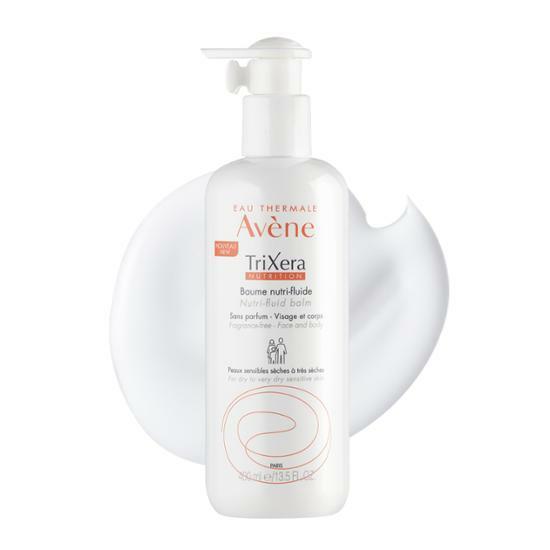 EAU THERMALE
Avène
NOUVEAU
NEW
TriXera
NUTRITION
Baume nutri-fluide
Nutri-fluid balm
Sans parfum - Visage et corps
Fragrance-free - Face and body
Peaux sensibles sèches à très sèches
For dry to very dry sensitive skin
PARIS
400 ml e/13.5 FL.OZ.